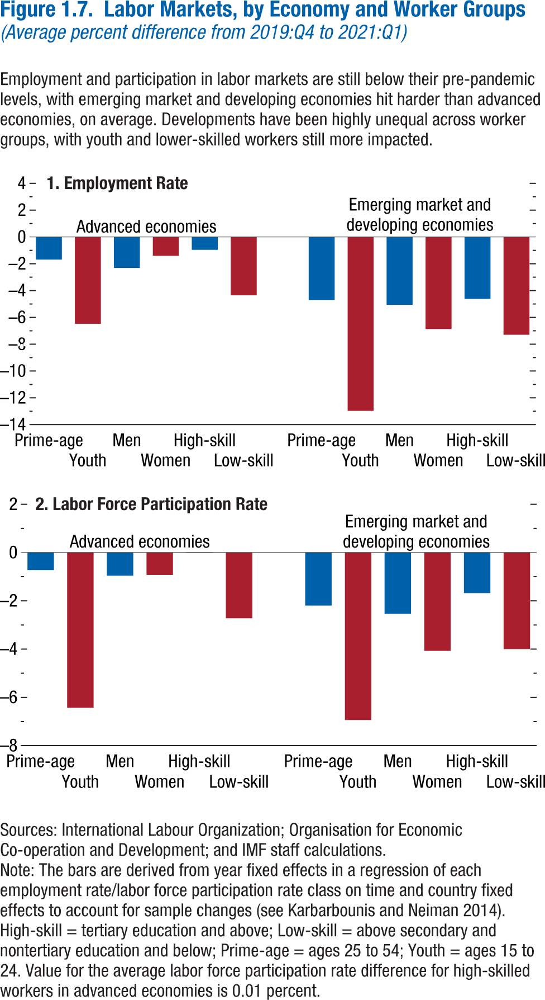 Figure 1.7. Labor Markets, by Economy and Worker Groups
(Average percent difference from 2019:Q4 to 2021:Q1)
Employment and participation in labor markets are still below their pre-pandemic
levels, with emerging market and developing economies hit harder than advanced
economies, on average. Developments have been highly unequal across worker
groups, with youth and lower-skilled workers still more impacted.
4
1. Employment Rate
Emerging market and
2
developing economies
Advanced economies
0
–2
–4
–6
–8
–10
–12
–14
Prime-age Men High-skill Prime-age Men High-skill
Youth Women Low-skill Youth Women Low-skill
2
2. Labor Force Participation Rate
Emerging market and
Advanced economies developing economies
0
–2
–4
–6
–8
Prime-age Men High-skill Prime-age Men High-skill
Youth Women Low-skill Youth Women Low-skill
Sources: International Labour Organization; Organisation for Economic
Co-operation and Development; and IMF staff calculations.
Note: The bars are derived from year fixed effects in a regression of each
employment rate/labor force participation rate class on time and country fixed
effects to account for sample changes (see Karbarbounis and Neiman 2014).
High-skill = tertiary education and above; Low-skill = above secondary and
nontertiary education and below; Prime-age = ages 25 to 54; Youth = ages 15 to
24. Value for the average labor force participation rate difference for high-skilled
workers in advanced economies is 0.01 percent.